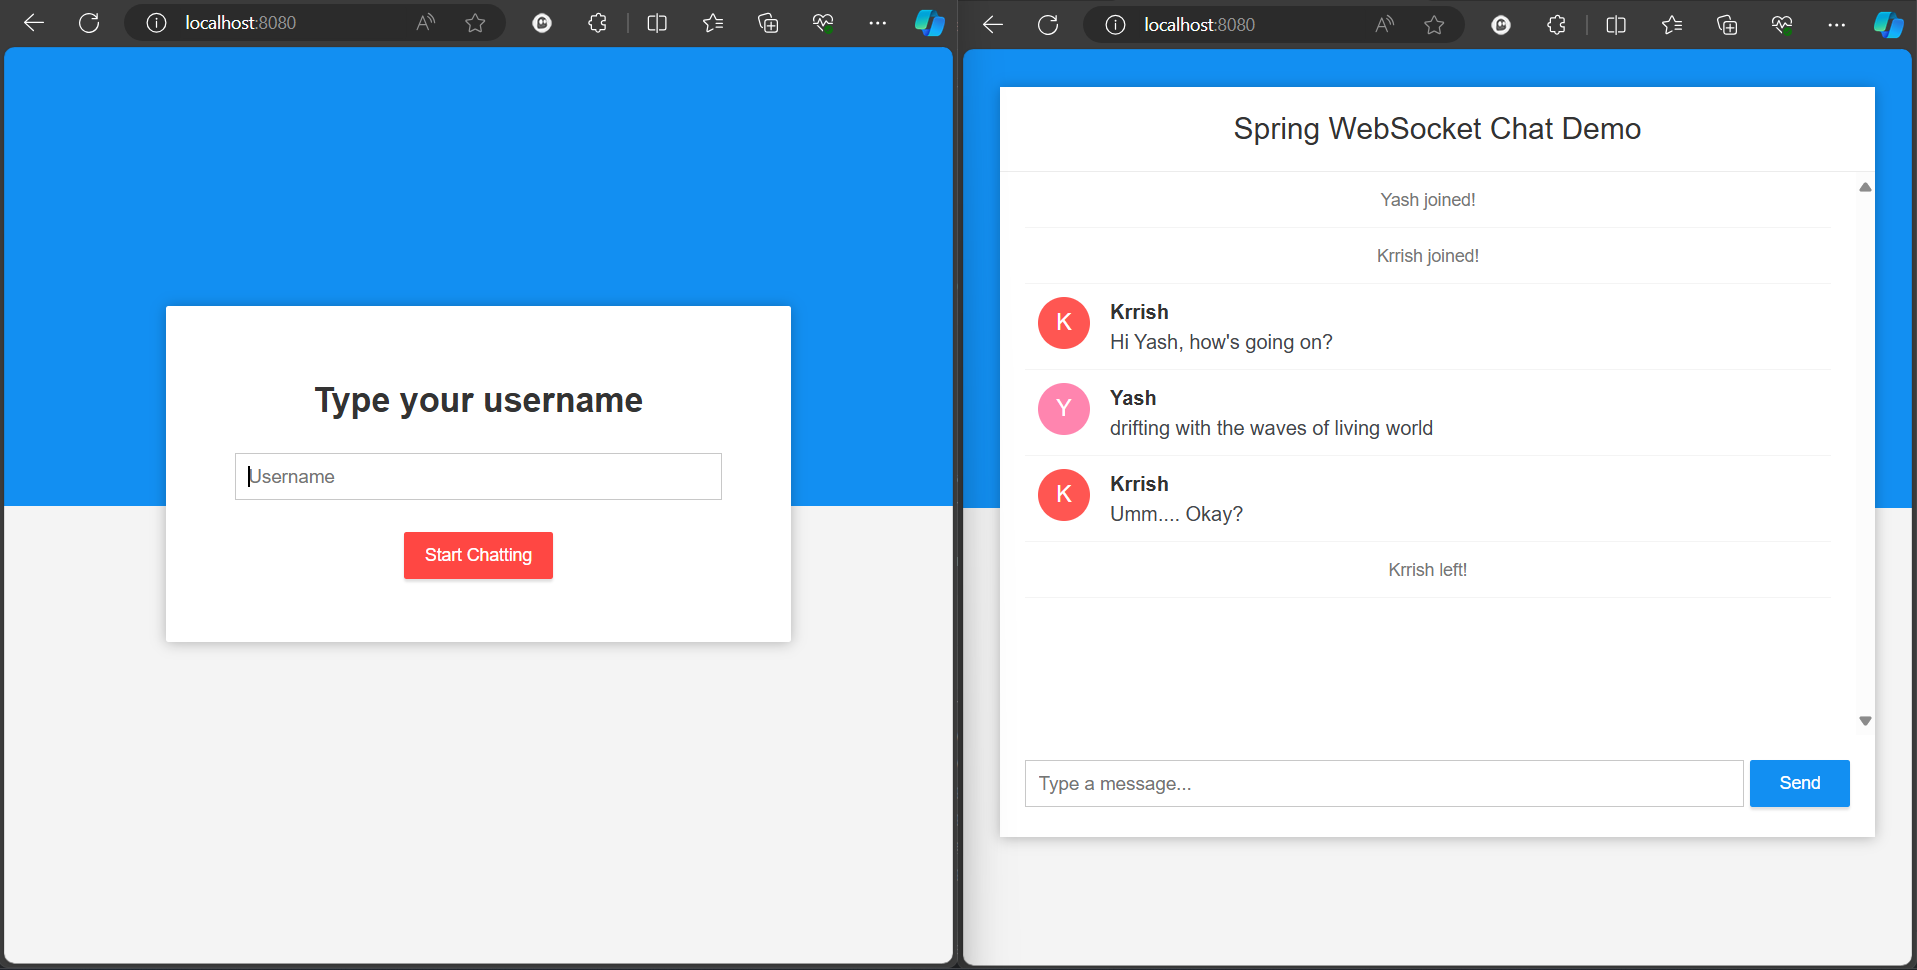 localhost:8080
Type your username
Username
Start Chatting
localhost:8080
Spring WebSocket Chat Demo
Yash joined!
Krrish joined!
K
Krrish
Hi Yash, how's going on?
Y
Yash
drifting with the waves of living world
K
Krrish
Umm.... Okay?
Krrish left!
Type a message...
Send